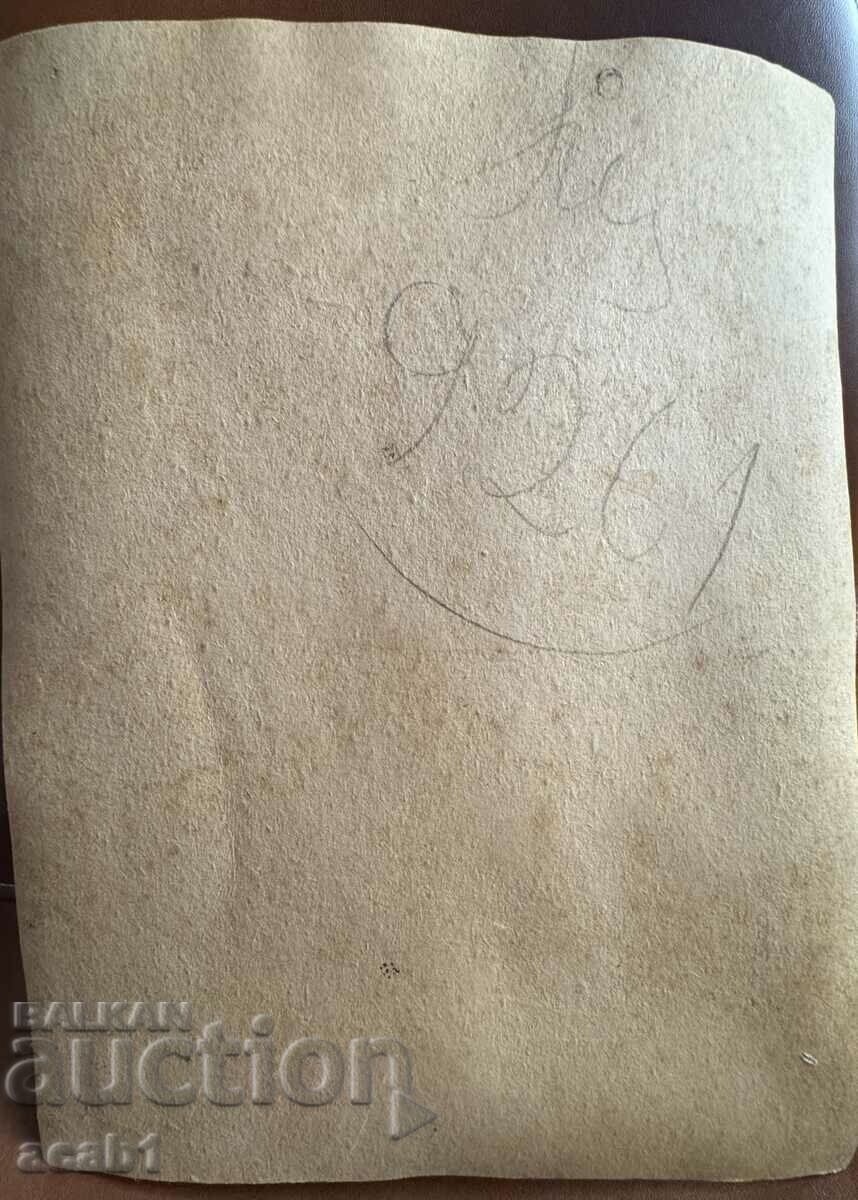 9261
BALKAN
auction
acab1